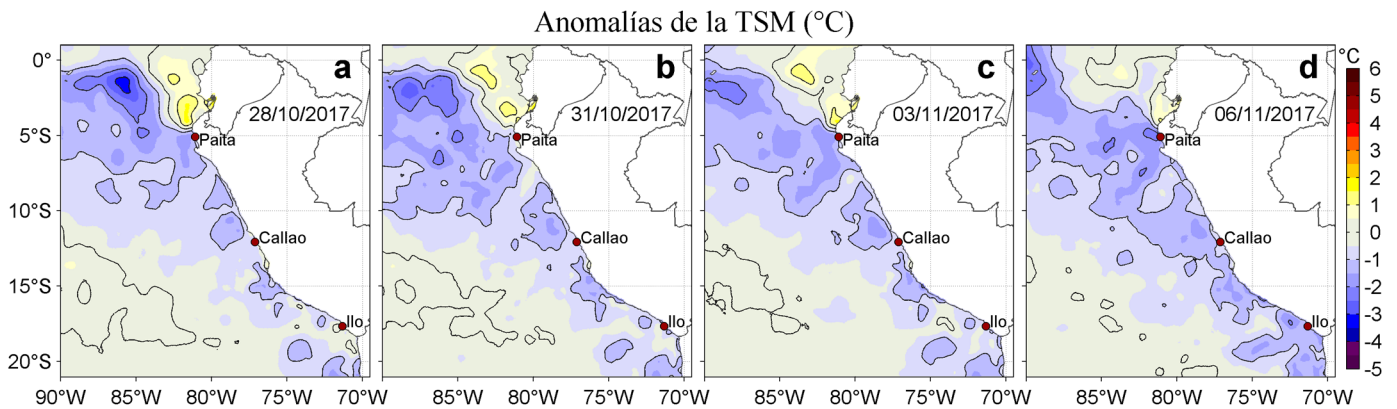 Anomalías de la TSM (°C)
a
28/10/2017
Paita
Callao
Ilo
0°
5°S
10°S
15°S
20°S
90°W 85°W 80°W 75°W 70°W
b
31/10/2017
Paita
Callao
Ilo
85°W 80°W 75°W 70°W
c
03/11/2017
Paita
Callao
Ilo
85°W 80°W 75°W 70°W
d
06/11/2017
Paita
Callao
Ilo
85°W 80°W 75°W 70°W
°C
6
5
4
3
2
1
0
-1
-2
-3
-4
-5